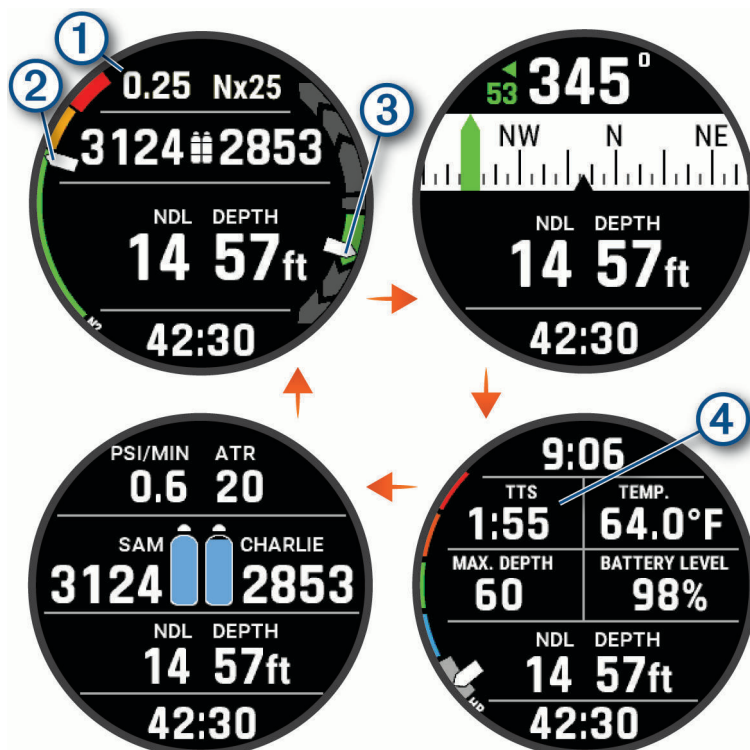 1
2
3
0.25 Nx25
3124 2853
NDL DEPTH
14 57ft
42:30
N2
53 345°
NW N NE
NDL DEPTH
14 57ft
42:30
PSI/MIN ATR
0.6 20
SAM CHARLIE
3124 2853
NDL DEPTH
14 57ft
42:30
4
9:06
TTS TEMP.
1:55 64.0°F
MAX. DEPTH BATTERY LEVEL
60 98%
NDL DEPTH
14 57ft
42:30
HR